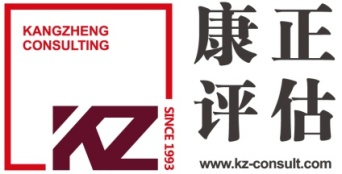 KANGZHENG
CONSULTING
KZ
SINCE 1993
康正
评估
www.kz-consult.com